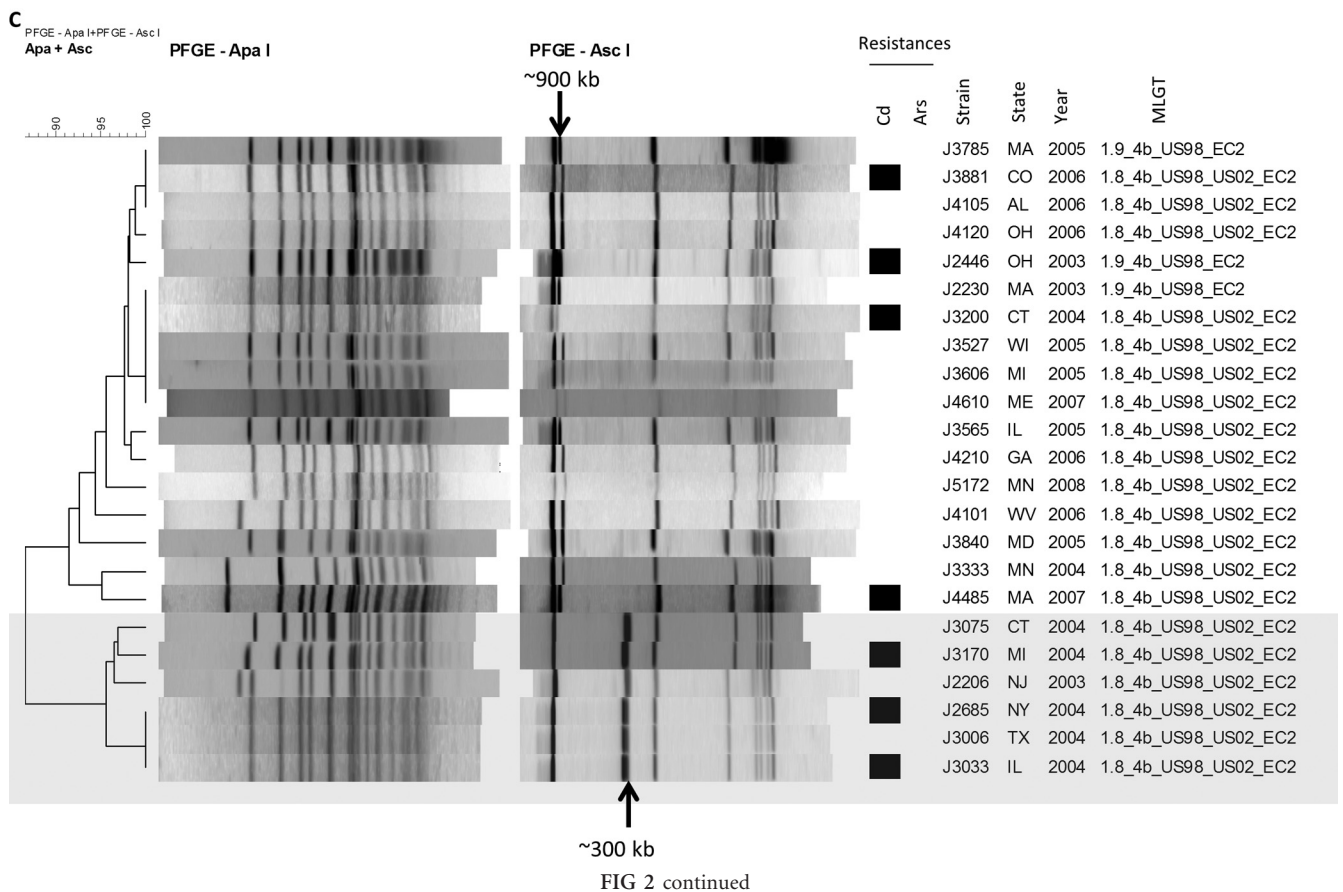 C
PFGE - Apa I+PFGE - Asc I
Apa + Asc
PFGE - Apa I
PFGE - Asc I
~900 kb
Resistances
90
95
100
Cd
Ars
Strain
State
Year
MLGT
J3785 MA 2005 1.9_4b_US98_EC2
J3881 CO 2006 1.8_4b_US98_US02_EC2
J4105 AL 2006 1.8_4b_US98_US02_EC2
J4120 OH 2006 1.8_4b_US98_US02_EC2
J2446 OH 2003 1.9_4b_US98_EC2
J2230 MA 2003 1.9_4b_US98_EC2
J3200 CT 2004 1.8_4b_US98_US02_EC2
J3527 WI 2005 1.8_4b_US98_US02_EC2
J3606 MI 2005 1.8_4b_US98_US02_EC2
J4610 ME 2007 1.8_4b_US98_US02_EC2
J3565 IL 2005 1.8_4b_US98_US02_EC2
J4210 GA 2006 1.8_4b_US98_US02_EC2
J5172 MN 2008 1.8_4b_US98_US02_EC2
J4101 WV 2006 1.8_4b_US98_US02_EC2
J3840 MD 2005 1.8_4b_US98_US02_EC2
J3333 MN 2004 1.8_4b_US98_US02_EC2
J4485 MA 2007 1.8_4b_US98_US02_EC2
J3075 CT 2004 1.8_4b_US98_US02_EC2
J3170 MI 2004 1.8_4b_US98_US02_EC2
J2206 NJ 2003 1.8_4b_US98_US02_EC2
J2685 NY 2004 1.8_4b_US98_US02_EC2
J3006 TX 2004 1.8_4b_US98_US02_EC2
J3033 IL 2004 1.8_4b_US98_US02_EC2
~300 kb
FIG 2 continued